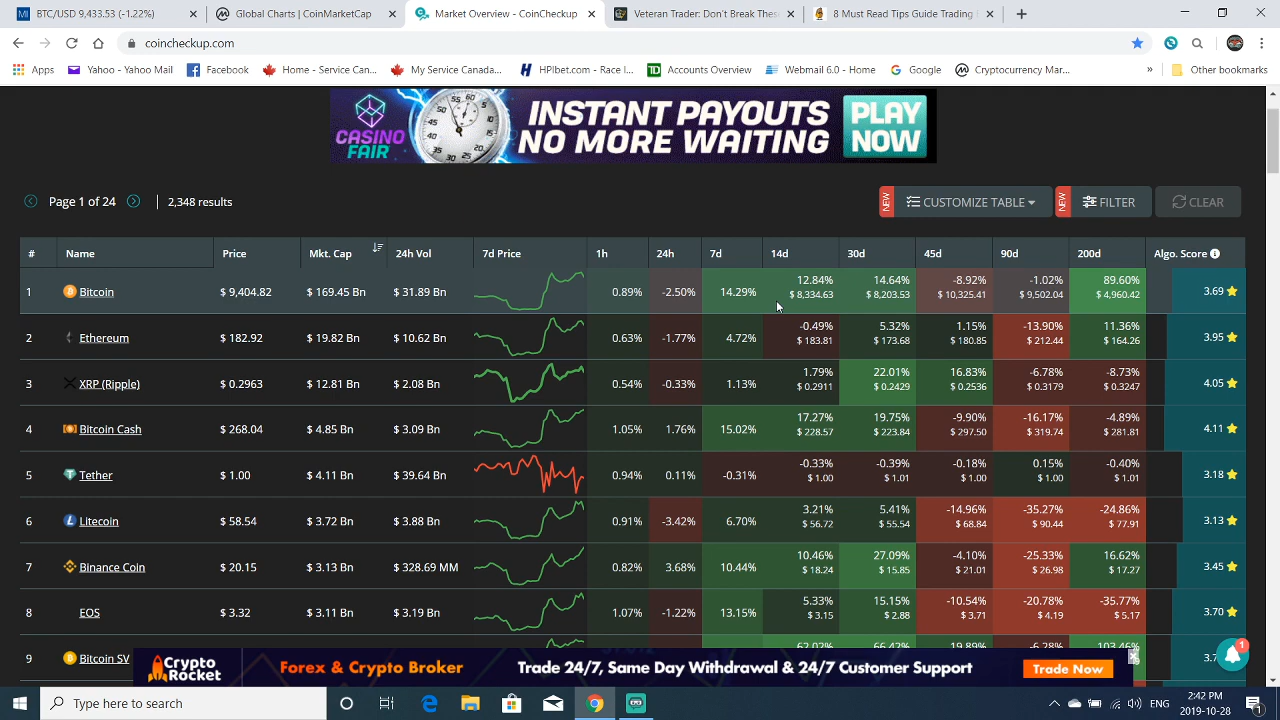 BTC/USD 9,433.53 (-1.22%)
Global Charts | CoinMarketCap
Market Overview - CoinCheckup
Veteran Trader: Break These
8 Must Read Tips Guide Trading
coincheckup.com
Apps
Yahoo - Yahoo Mail
Facebook
Home - Service Can...
My Service Canada...
HPIbet.com - Race I...
TD
Accounts Overview
Webmail 6.0 - Home
Google
Cryptocurrency Mar...
»
Other bookmarks
CASINO FAIR
INSTANT PAYOUTS
NO MORE WAITING
PLAY NOW
Page 1 of 24 | 2,348 results
NEW
CUSTOMIZE TABLE
NEW
FILTER
CLEAR
# Name Price Mkt. Cap 24h Vol 7d Price 1h 24h 7d 14d 30d 45d 90d 200d Algo. Score
12.84% 14.64% -8.92% -1.02% 89.60%
1 Bitcoin $ 9,404.82 $ 169.45 Bn $ 31.89 Bn 0.89% -2.50% 14.29% 3.69
$ 8,334.63 $ 8,203.53 $ 10,325.41 $ 9,502.04 $ 4,960.42
-0.49% 5.32% 1.15% -13.90% 11.36%
2 Ethereum $ 182.92 $ 19.82 Bn $ 10.62 Bn 0.63% -1.77% 4.72% 3.95
$ 183.81 $ 173.68 $ 180.85 $ 212.44 $ 164.26
1.79% 22.01% 16.83% -6.78% -8.73%
3 XRP (Ripple) $ 0.2963 $ 12.81 Bn $ 2.08 Bn 0.54% -0.33% 1.13% 4.05
$ 0.2911 $ 0.2429 $ 0.2536 $ 0.3179 $ 0.3247
17.27% 19.75% -9.90% -16.17% -4.89%
4 Bitcoin Cash $ 268.04 $ 4.85 Bn $ 3.09 Bn 1.05% 1.76% 15.02% 4.11
$ 228.57 $ 223.84 $ 297.50 $ 319.74 $ 281.81
-0.33% -0.39% -0.18% 0.15% -0.40%
5 Tether $ 1.00 $ 4.11 Bn $ 39.64 Bn 0.94% 0.11% -0.31% 3.18
$ 1.00 $ 1.01 $ 1.00 $ 1.00 $ 1.01
3.21% 5.41% -14.96% -35.27% -24.86%
6 Litecoin $ 58.54 $ 3.72 Bn $ 3.88 Bn 0.91% -3.42% 6.70% 3.13
$ 56.72 $ 55.54 $ 68.84 $ 90.44 $ 77.91
10.46% 27.09% -4.10% -25.33% 16.62%
7 Binance Coin $ 20.15 $ 3.13 Bn $ 328.69 MM 0.82% 3.68% 10.44% 3.45
$ 18.24 $ 15.85 $ 21.01 $ 26.98 $ 17.27
5.33% 15.15% -10.54% -20.78% -35.77%
8 EOS $ 3.32 $ 3.11 Bn $ 3.19 Bn 1.07% -1.22% 13.15% 3.70
$ 3.15 $ 2.88 $ 3.71 $ 4.19 $ 5.17
62.02% 66.42% 19.89% -6.28% 103.46%
9 Bitcoin SV
1
Crypto Rocket
Forex & Crypto Broker
Trade 24/7, Same Day Withdrawal & 24/7 Customer Support
Trade Now
Type here to search
ENG
2:42 PM
2019-10-28